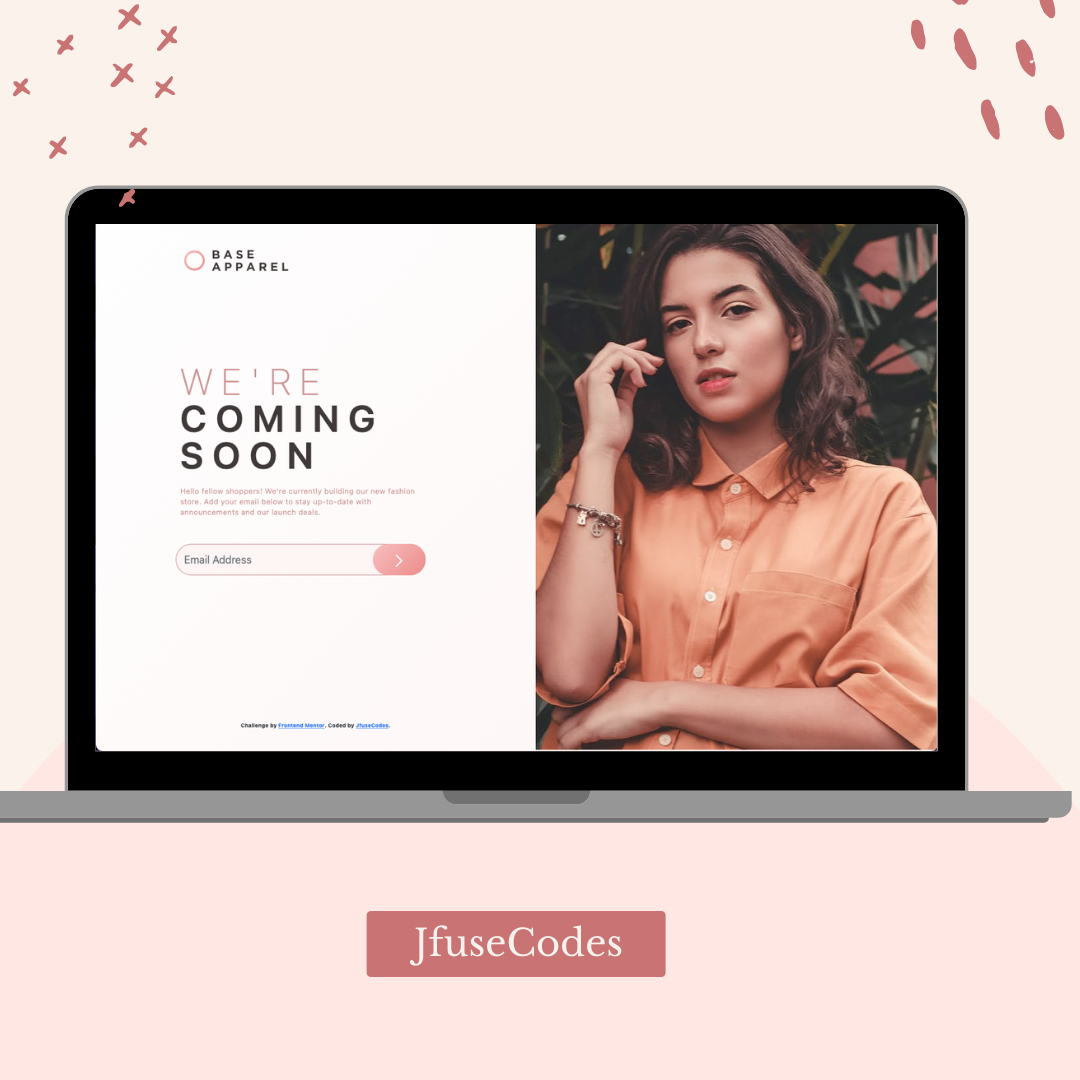 BASE
APPAREL
WE'RE
COMING
SOON
Hello fellow shoppers! We're currently building our new fashion
store. Add your email below to stay up-to-date with
announcements and our launch deals.
Email Address
Challenge by Frontend Mentor. Coded by JfuseCodes.
JfuseCodes